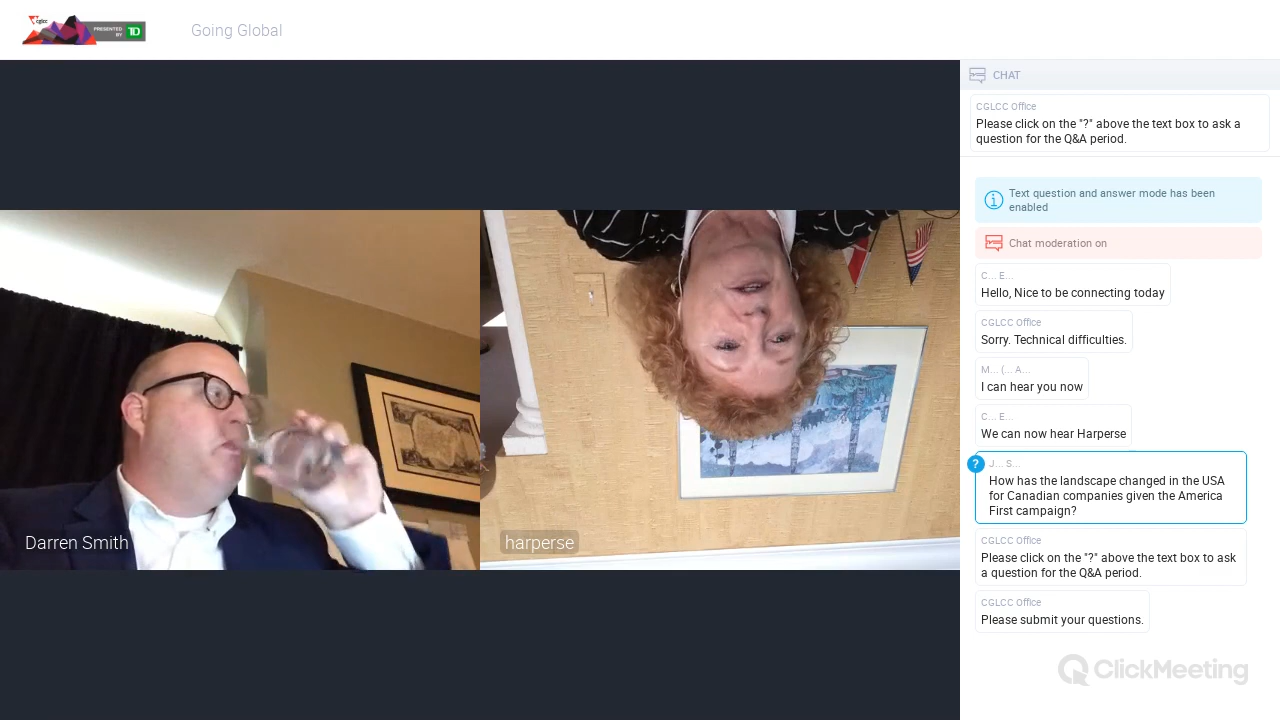 cglcc
PRESENTED
BY
TD
Going Global
CHAT
CGLCC Office
Please click on the "?" above the text box to ask a
question for the Q&A period.
Text question and answer mode has been
enabled
Chat moderation on
C... E...
Hello, Nice to be connecting today
CGLCC Office
Sorry. Technical difficulties.
M... (... A...
I can hear you now
C... E...
We can now hear Harperse
?
J... S...
How has the landscape changed in the USA
for Canadian companies given the America
First campaign?
CGLCC Office
Please click on the "?" above the text box to ask
a question for the Q&A period.
CGLCC Office
Please submit your questions.
Darren Smith
harperse
ClickMeeting